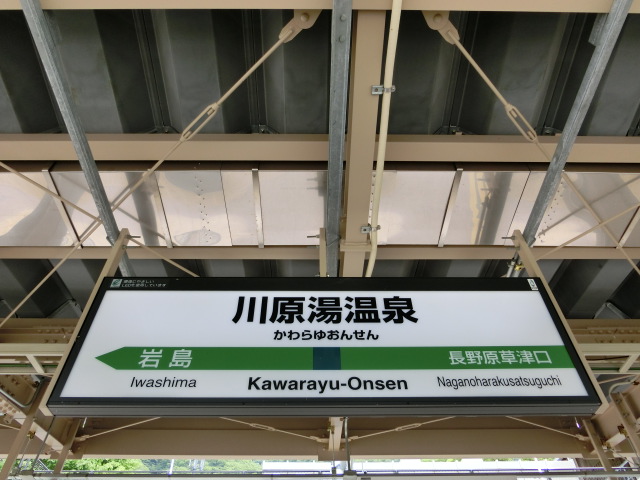 川原湯温泉
かわらゆおんせん
岩島
長野原草津口
Iwashima
Kawarayu-Onsen
Naganoharakusatsuguchi